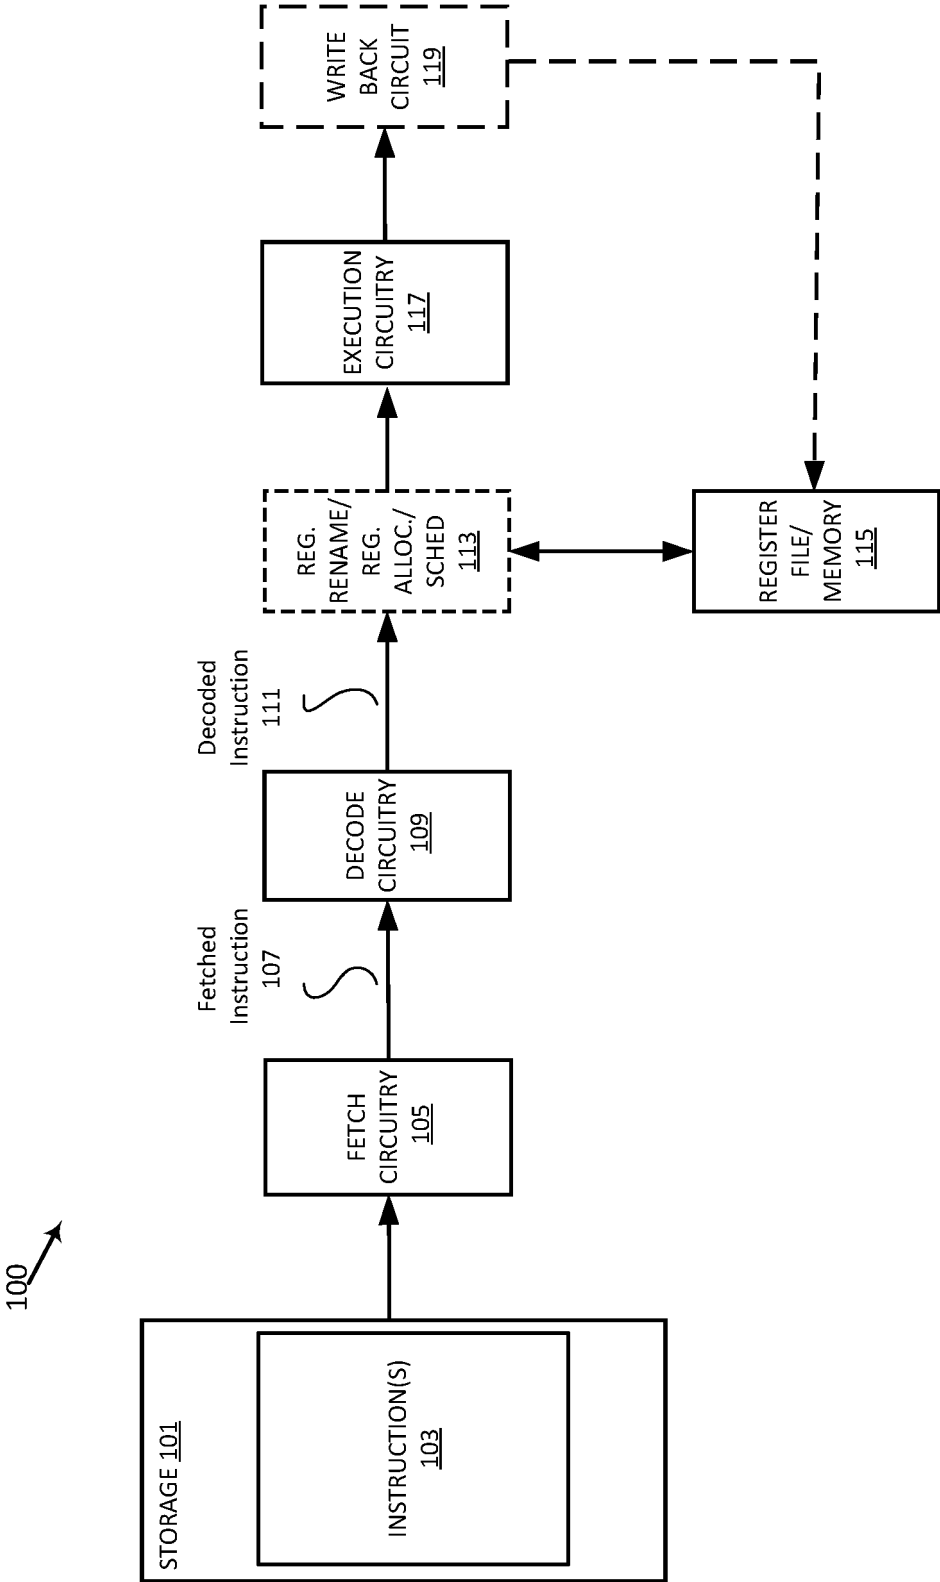 100
STORAGE 101
INSTRUCTION(S)
103
FETCH
CIRCUITRY
105
Fetched
Instruction
107
DECODE
CIRCUITRY
109
Decoded
Instruction
111
REG.
RENAME/
REG.
ALLOC./
SCHED
113
REGISTER
FILE/
MEMORY
115
EXECUTION
CIRCUITRY
117
WRITE
BACK
CIRCUIT
119